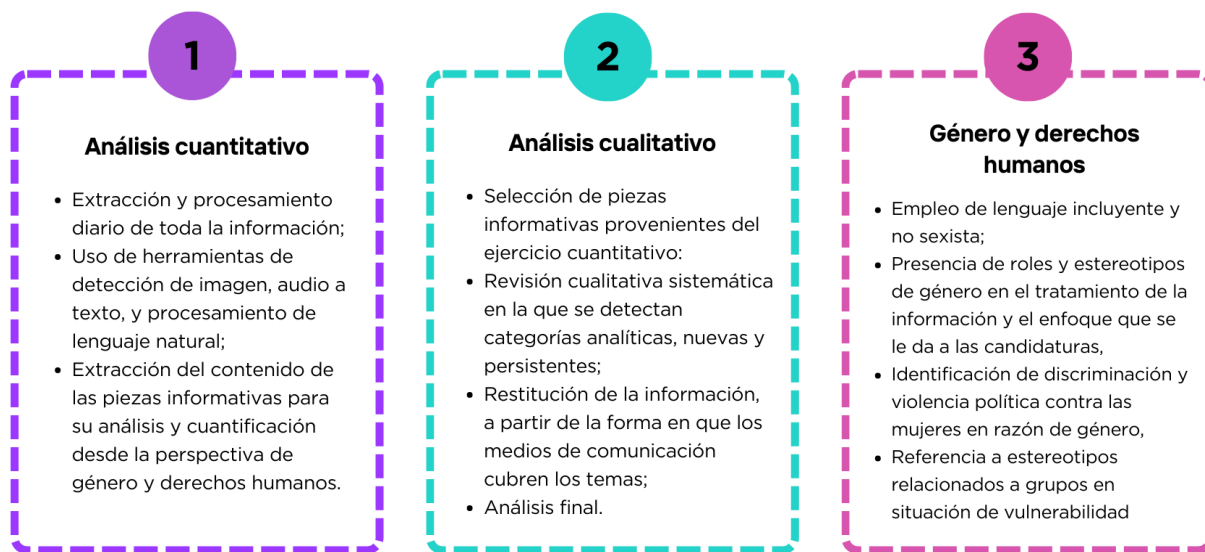 1
Análisis cuantitativo
• Extracción y procesamiento
diario de toda la información;
• Uso de herramientas de
detección de imagen, audio a
texto, y procesamiento de
lenguaje natural;
• Extracción del contenido de
las piezas informativas para
su análisis y cuantificación
desde la perspectiva de
género y derechos humanos.
2
Análisis cualitativo
• Selección de piezas
informativas provenientes del
ejercicio cuantitativo:
• Revisión cualitativa sistemática
en la que se detectan
categorías analíticas, nuevas y
persistentes;
• Restitución de la información,
a partir de la forma en que los
medios de comunicación
cubren los temas;
• Análisis final.
3
Género y derechos
humanos
• Empleo de lenguaje incluyente y
no sexista;
• Presencia de roles y estereotipos
de género en el tratamiento de la
información y el enfoque que se
le da a las candidaturas,
• Identificación de discriminación y
violencia política contra las
mujeres en razón de género,
• Referencia a estereotipos
relacionados a grupos en
situación de vulnerabilidad